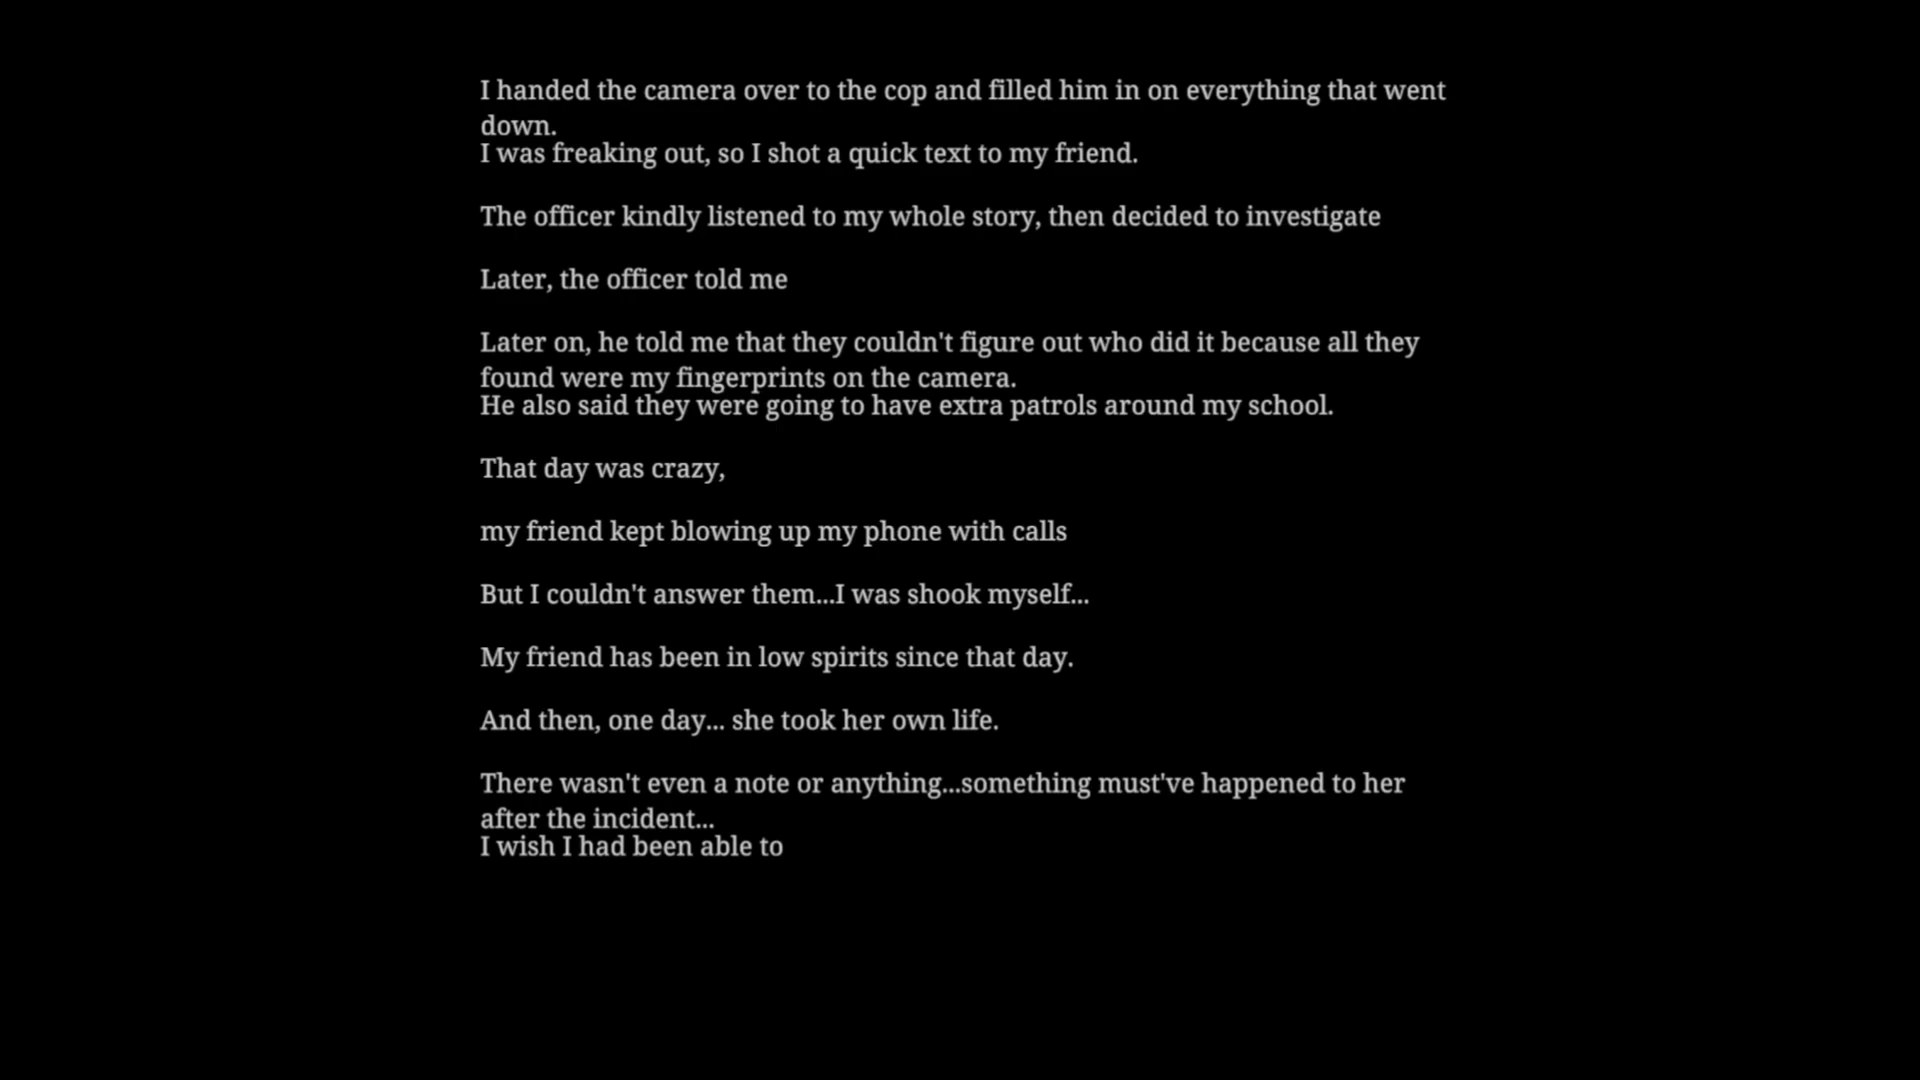 I handed the camera over to the cop and filled him in on everything that went
down.
I was freaking out, so I shot a quick text to my friend.
The officer kindly listened to my whole story, then decided to investigate
Later, the officer told me
Later on, he told me that they couldn't figure out who did it because all they
found were my fingerprints on the camera.
He also said they were going to have extra patrols around my school.
That day was crazy,
my friend kept blowing up my phone with calls
But I couldn't answer them...I was shook myself...
My friend has been in low spirits since that day.
And then, one day... she took her own life.
There wasn't even a note or anything...something must've happened to her
after the incident...
I wish I had been able to